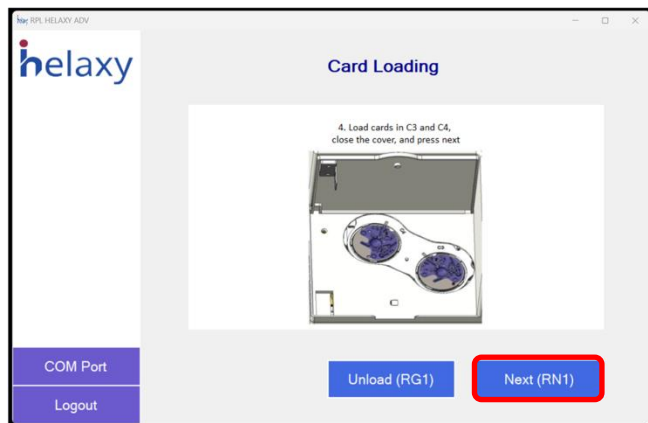 RPL HELAXY ADV
helaxy
Card Loading
4. Load cards in C3 and C4,
close the cover, and press next
COM Port
Unload (RG1)
Next (RN1)
Logout